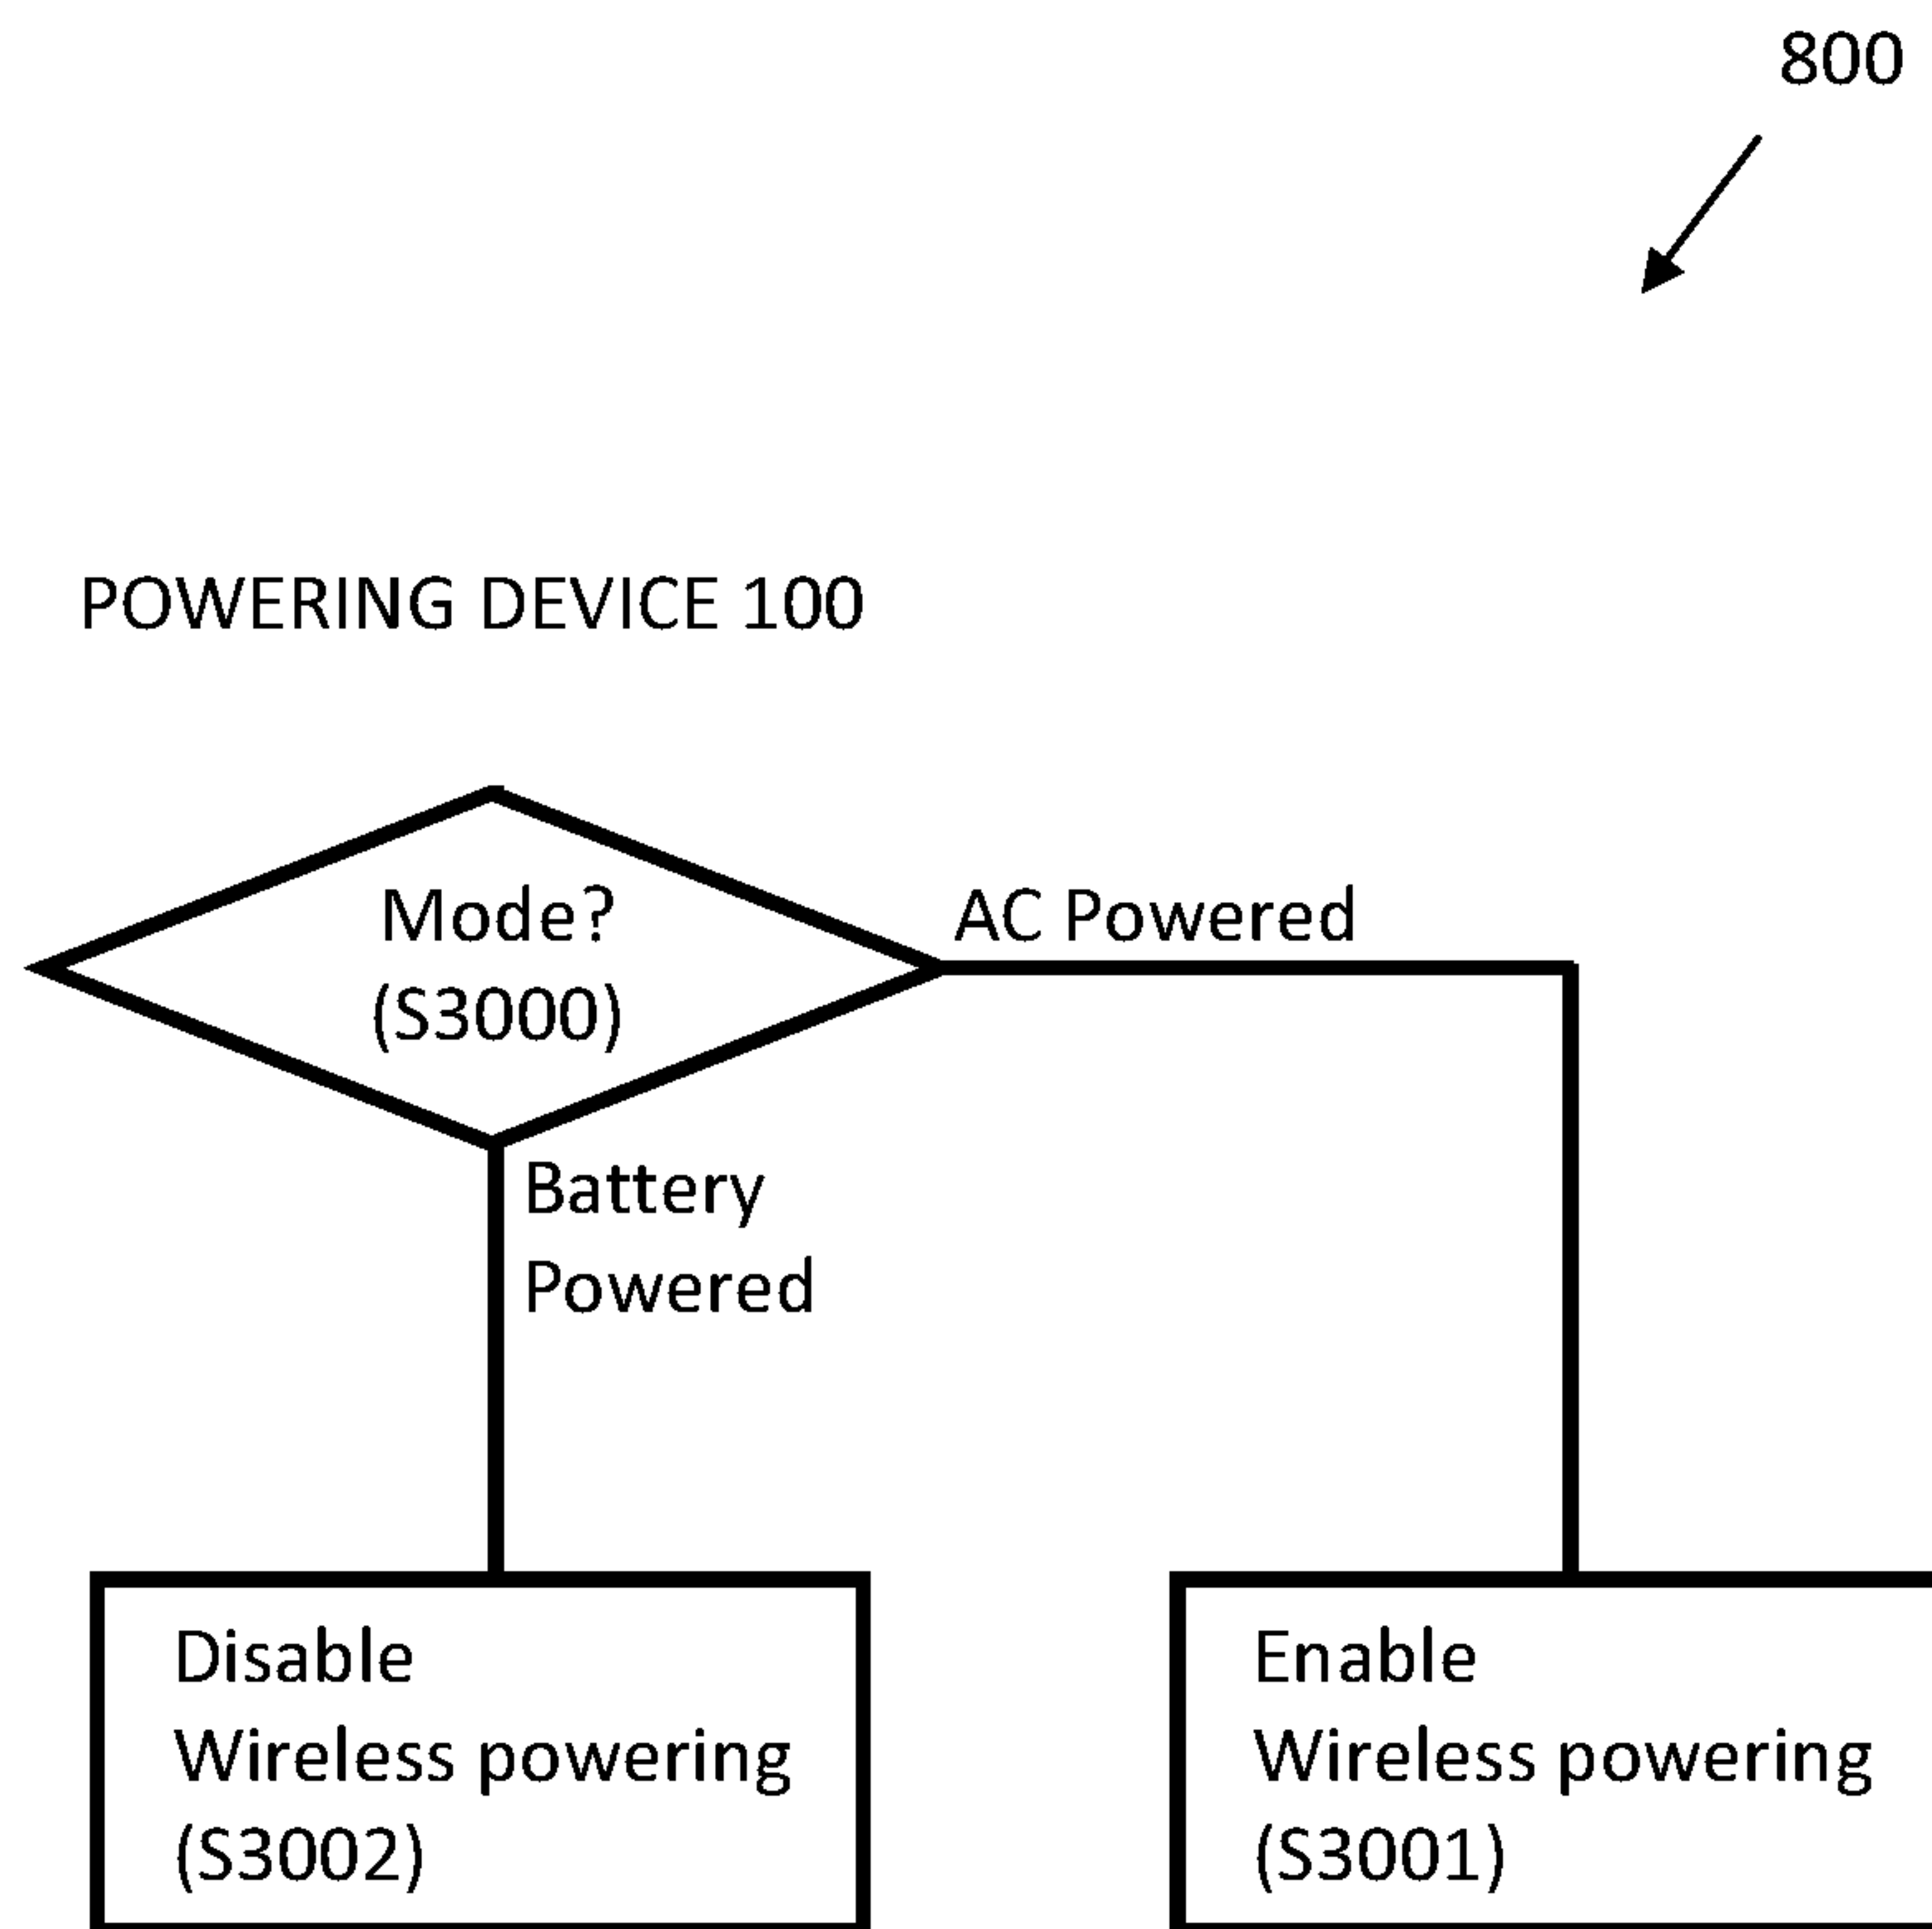 800
POWERING DEVICE 100
Mode?
(S3000)
AC Powered
Battery
Powered
Disable
Wireless powering
(S3002)
Enable
Wireless powering
(S3001)